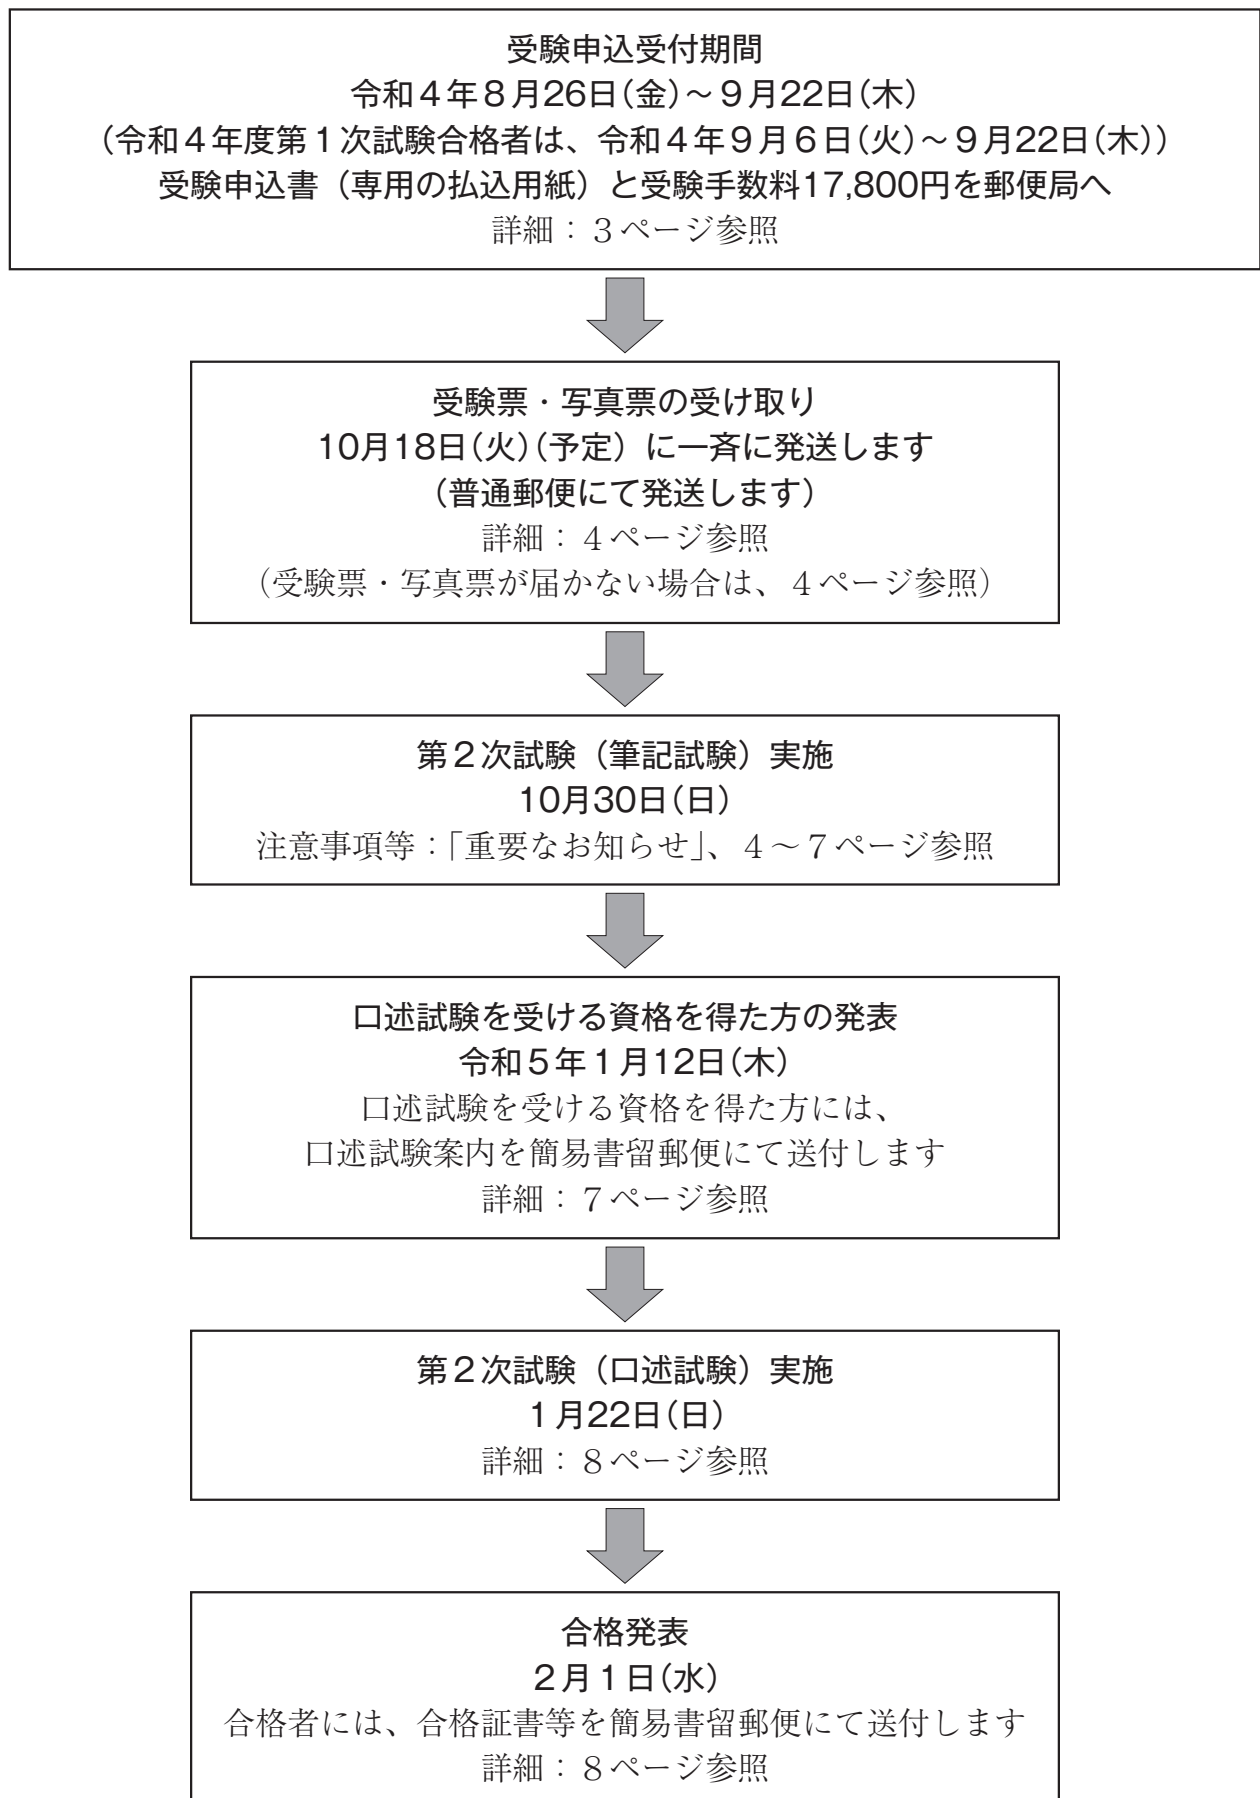 受験申込受付期間
令和４年８月26日(金)～９月22日(木)
（令和４年度第１次試験合格者は、令和４年９月６日(火)～９月22日(木)）
受験申込書（専用の払込用紙）と受験手数料17,800円を郵便局へ
詳細：３ページ参照
受験票・写真票の受け取り
10月18日(火)(予定）に一斉に発送します
（普通郵便にて発送します）
詳細：４ページ参照
（受験票・写真票が届かない場合は、４ページ参照）
第２次試験（筆記試験）実施
10月30日(日)
注意事項等：「重要なお知らせ」、４～７ページ参照
口述試験を受ける資格を得た方の発表
令和５年１月12日(木)
口述試験を受ける資格を得た方には、
口述試験案内を簡易書留郵便にて送付します
詳細：７ページ参照
第２次試験（口述試験）実施
１月22日(日)
詳細：８ページ参照
合格発表
２月１日(水)
合格者には、合格証書等を簡易書留郵便にて送付します
詳細：８ページ参照